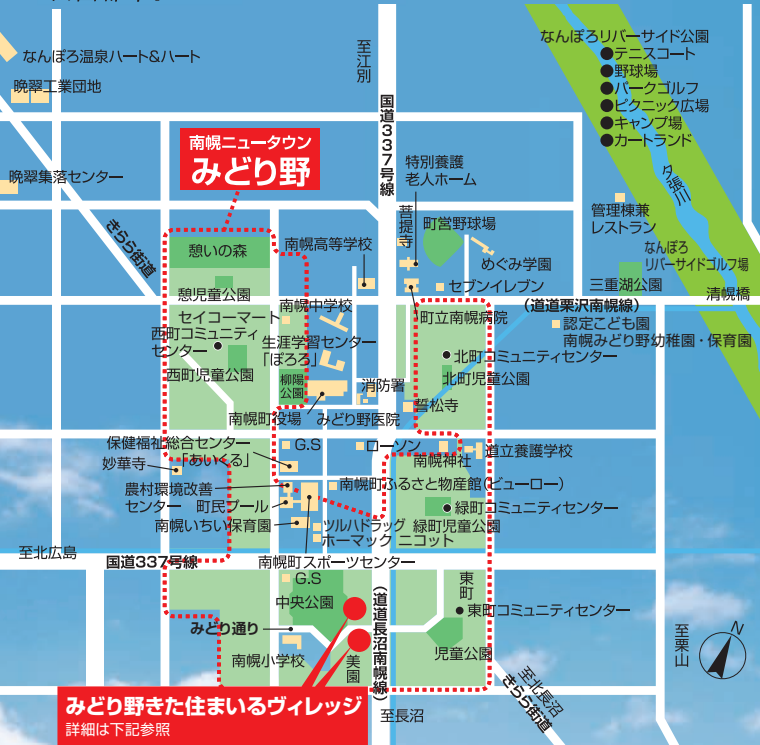 なんぽろ温泉ハート&ハート
晩翠工業団地
晩翠集落センター
きらら街道
南幌ニュータウン
みどり野
至江別
国道337号線
なんぽろリバーサイド公園
●テニスコート
●野球場
●パークゴルフ
●ピクニック広場
●キャンプ場
●カートランド
夕張川
管理棟兼
レストラン
なんぽろ
リバーサイドゴルフ場
三重湖公園
清幌橋
特別養護
老人ホーム
菩提寺
町営野球場
めぐみ学園
セブンイレブン
(道道栗沢南幌線)
町立南幌病院
認定こども園
南幌みどり野幼稚園・保育園
憩いの森
南幌高等学校
憩児童公園
南幌中学校
セイコーマート
西町コミュニティ
センター
生涯学習センター
「ぽろろ」
西町児童公園
柳陽
公園
消防署
北町コミュニティセンター
北町児童公園
誓松寺
南幌町役場
みどり野医院
保健福祉総合センター
「あいくる」
G.S
ローソン
南幌神社
道立養護学校
妙華寺
農村環境改善
センター
町民プール
南幌町ふるさと物産館(ビューロー)
南幌いちい保育園
ツルハドラッグ
ホーマック ニコット
緑町コミュニティセンター
緑町児童公園
至北広島
国道337号線
南幌町スポーツセンター
G.S
中央公園
みどり通り
南幌小学校
美園
(道道長沼南幌線)
東町
東町コミュニティセンター
児童公園
至栗山
N
至北長沼
きらら街道
至長沼
みどり野きた住まいるヴィレッジ
詳細は下記参照